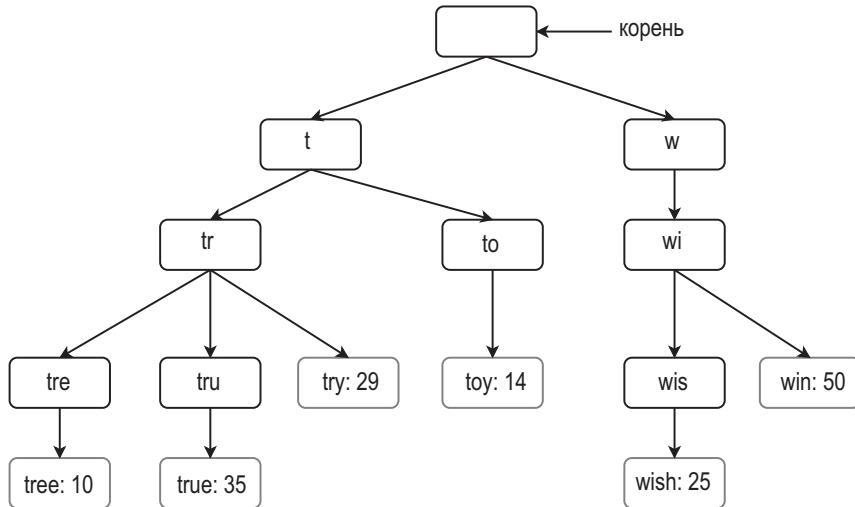 корень
t
w
tr
to
wi
tre
tru
try: 29
toy: 14
wis
win: 50
tree: 10
true: 35
wish: 25